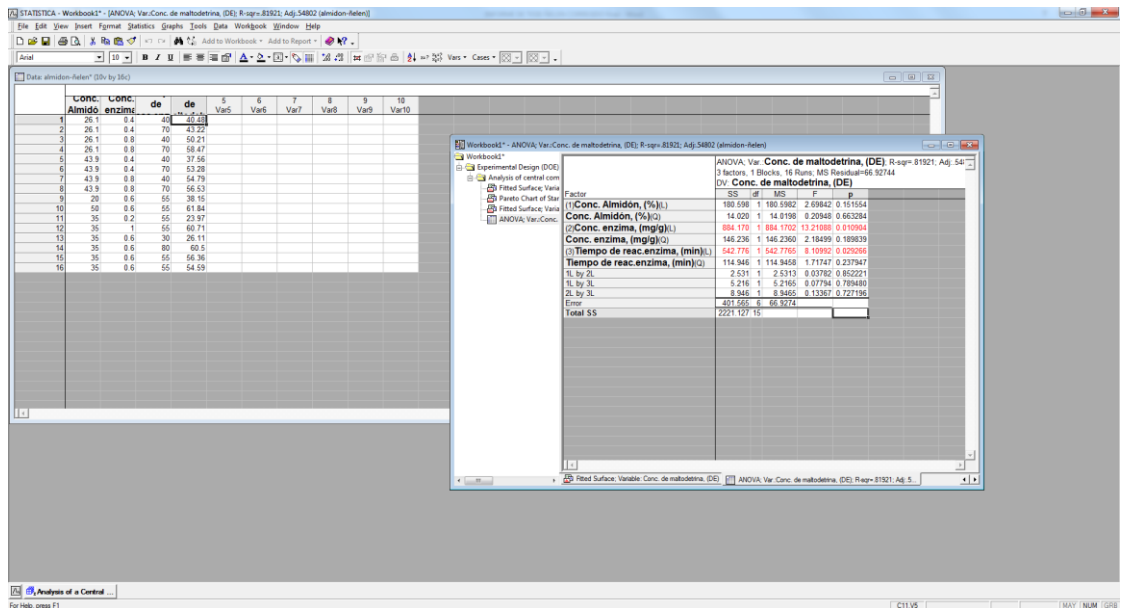 STATISTICA - Workbook1* - [ANOVA; Var.:Conc. de maltodetrina, (DE); R-sqr=.81921; Adj:.54802 (almidon-ñelen)]
File Edit View Insert Format Statistics Graphs Tools Data Workbook Window Help
Add to Workbook Add to Report
Arial 10 B I U Vars Cases
Data: almidon-ñelen* (10v by 16c)
Conc. Almidó Conc. enzima de de 5 Var5 6 Var6 7 Var7 8 Var8 9 Var9 10 Var10
1 26.1 0.4 40 40.48
2 26.1 0.4 70 43.22
3 26.1 0.8 40 50.21
4 26.1 0.8 70 58.47
5 43.9 0.4 40 37.56
6 43.9 0.4 70 53.28
7 43.9 0.8 40 54.79
8 43.9 0.8 70 56.53
9 20 0.6 55 38.15
10 50 0.6 55 61.84
11 35 0.2 55 23.97
12 35 1 55 60.71
13 35 0.6 30 26.11
14 35 0.6 80 60.5
15 35 0.6 55 56.36
16 35 0.6 55 54.59
Workbook1* - ANOVA; Var.:Conc. de maltodetrina, (DE); R-sqr=.81921; Adj:.54802 (almidon-ñelen)
Workbook1*
Experimental Design (DOE)
Analysis of central com
Fitted Surface; Varia
Pareto Chart of Star
Fitted Surface; Varia
ANOVA; Var.:Conc.
ANOVA; Var.:Conc. de maltodetrina, (DE); R-sqr=.81921; Adj:.54
3 factors, 1 Blocks, 16 Runs; MS Residual=66.92744
DV: Conc. de maltodetrina, (DE)
Factor SS df MS F p
(1)Conc. Almidón, (%)(L) 180.598 1 180.5982 2.69842 0.151554
Conc. Almidón, (%)(Q) 14.020 1 14.0198 0.20948 0.663284
(2)Conc. enzima, (mg/g)(L) 884.170 1 884.1702 13.21088 0.010904
Conc. enzima, (mg/g)(Q) 146.236 1 146.2360 2.18499 0.189839
(3)Tiempo de reac.enzima, (min)(L) 542.776 1 542.7765 8.10992 0.029266
Tiempo de reac.enzima, (min)(Q) 114.946 1 114.9458 1.71747 0.237947
1L by 2L 2.531 1 2.5313 0.03782 0.852221
1L by 3L 5.216 1 5.2165 0.07794 0.789480
2L by 3L 8.946 1 8.9465 0.13367 0.727196
Error 401.565 6 66.9274
Total SS 2221.127 15
Fitted Surface; Variable: Conc. de maltodetrina, (DE) ANOVA; Var.:Conc. de maltodetrina, (DE); R-sqr=.81921; Adj:.5...
Analysis of a Central ...
For Help, press F1 C11,V5 MAY NUM GRB